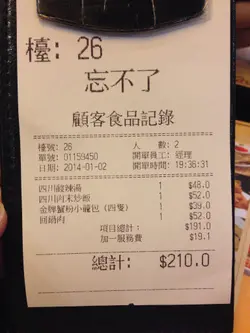 檯: 26
忘不了
顧客食品記錄
檯號: 26 人 數: 2
單號: 01159450 開單員工: 經理
日期: 2014-01-02 開單時間: 19:36:31
四川酸辣湯 1 $48.0
四川肉末炒飯 1 $52.0
金牌蟹粉小籠包 (四隻) 1 $39.0
回鍋肉 1 $52.0
項目總計: $191.0
加一服務費 $19.1
總計: $210.0